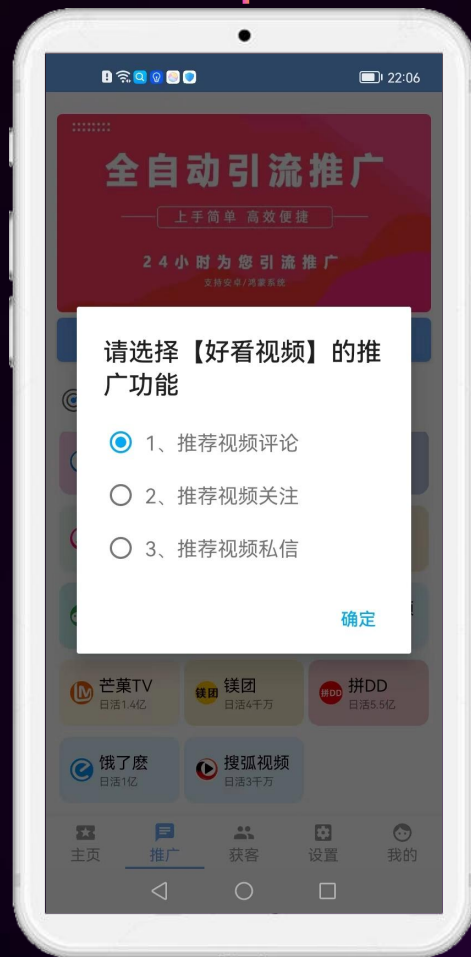 22:06
全自动引流推广
上手简单 高效便捷
24小时为您引流推广
支持安卓/鸿蒙系统
请选择【好看视频】的推
广功能
1、推荐视频评论
2、推荐视频关注
3、推荐视频私信
确定
芒菓TV
日活1.4亿
镁团
镁团
日活4千万
拼DD
拼DD
日活5.5亿
饿了麽
日活1亿
搜狐视频
日活3千万
主页
推广
获客
设置
我的